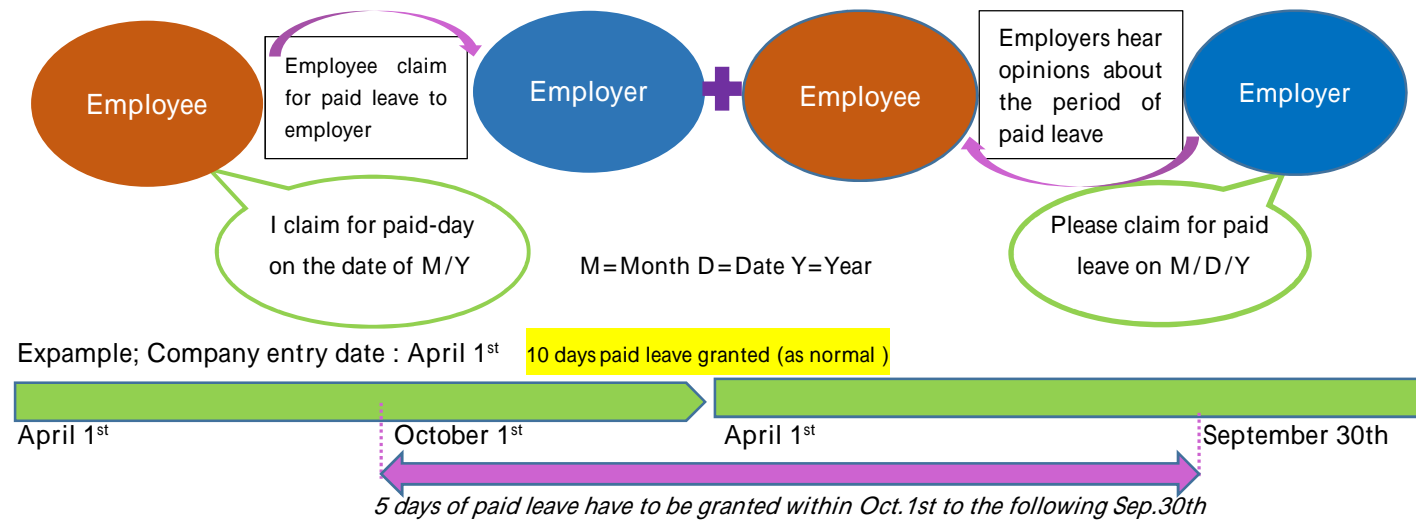 Employee
Employee claim
for paid leave to
employer
Employer
Employee
Employers hear
opinions about
the period of
paid leave
Employer
I claim for paid-day
on the date of M/Y
M=Month D=Date Y=Year
Please claim for paid
leave on M/D/Y
Expample; Company entry date : April 1st 10 days paid leave granted (as normal )
April 1st October 1st April 1st September 30th
5 days of paid leave have to be granted within Oct.1st to the following Sep.30th